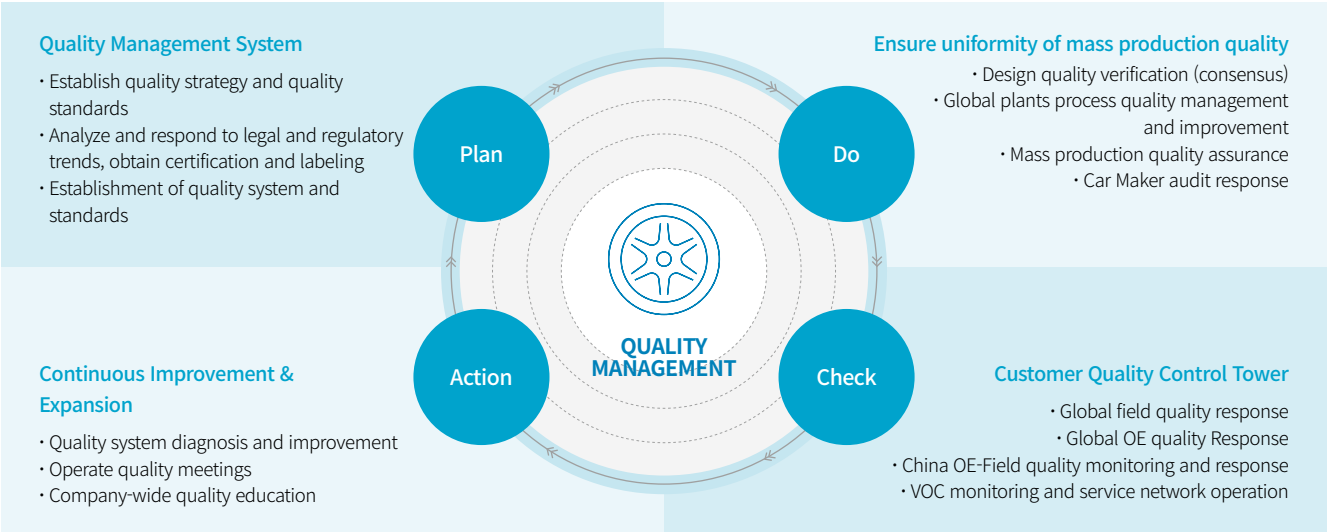 Quality Management System
· Establish quality strategy and quality
standards
· Analyze and respond to legal and regulatory
trends, obtain certification and labeling
· Establishment of quality system and
standards
Plan
Ensure uniformity of mass production quality
· Design quality verification (consensus)
· Global plants process quality management
and improvement
· Mass production quality assurance
· Car Maker audit response
Do
QUALITY
MANAGEMENT
Continuous Improvement &
Expansion
· Quality system diagnosis and improvement
· Operate quality meetings
· Company-wide quality education
Action
Check
Customer Quality Control Tower
· Global field quality response
· Global OE quality Response
· China OE-Field quality monitoring and response
· VOC monitoring and service network operation